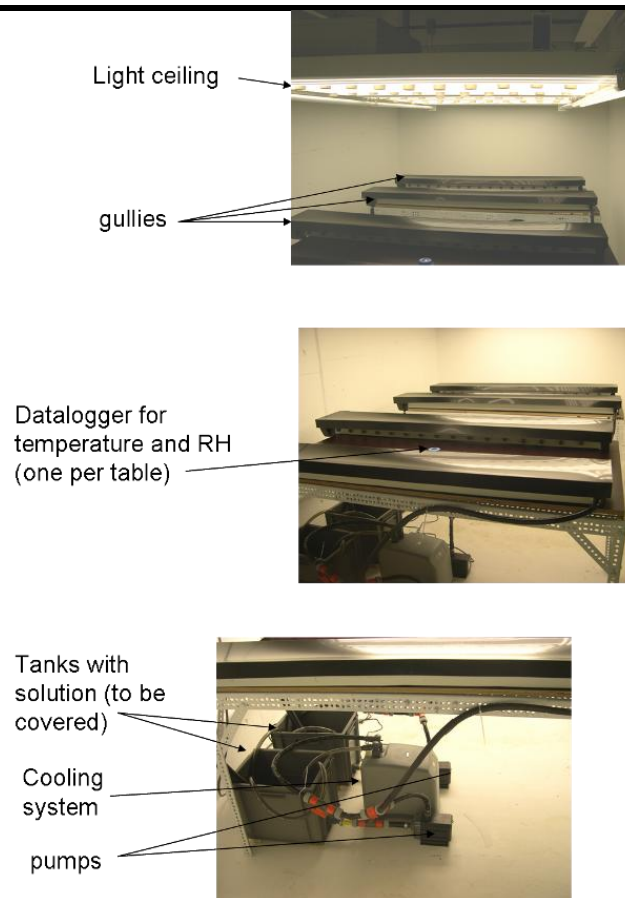 Light ceiling
gullies
Datalogger for
temperature and RH
(one per table)
Tanks with
solution (to be
covered)
Cooling
system
pumps